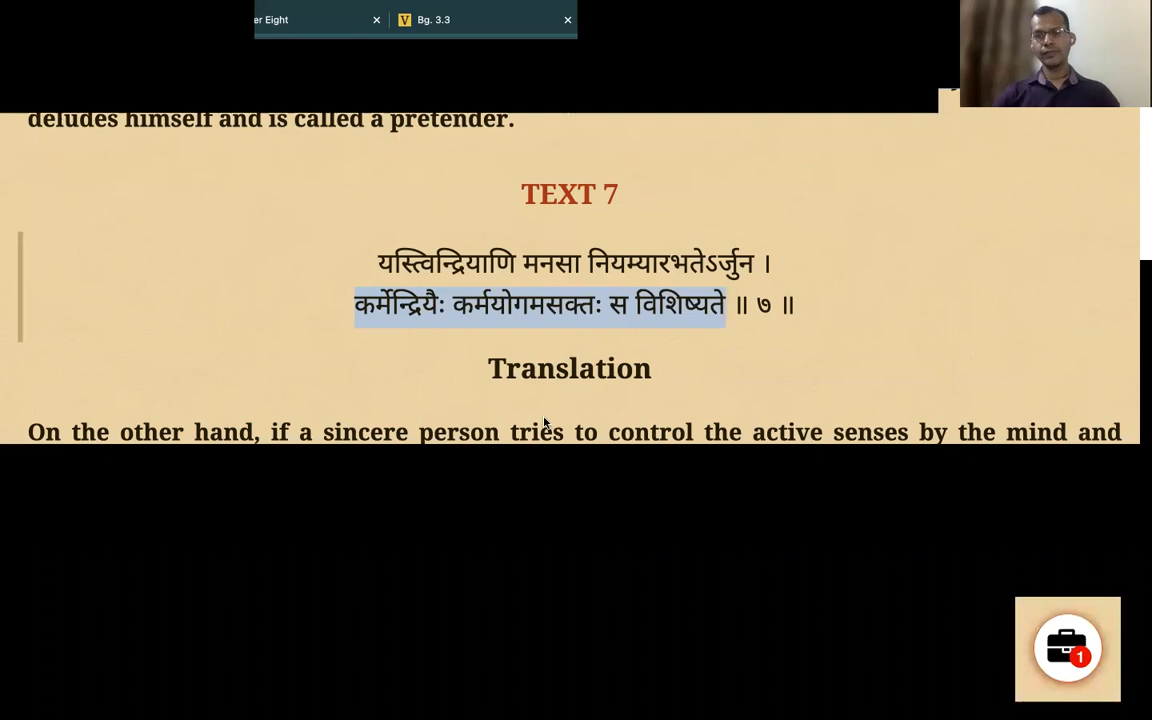 er Eight
Bg. 3.3
deludes himself and is called a pretender.
TEXT 7
यस्त्विन्द्रियाणि मनसा नियम्यारभतेऽर्जुन ।
कर्मेन्द्रियैः कर्मयोगमसक्तः स विशिष्यते ॥ ७ ॥
Translation
On the other hand, if a sincere person tries to control the active senses by the mind and
1